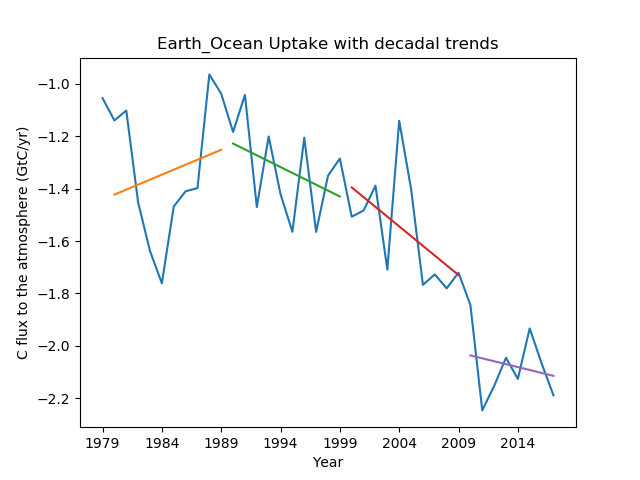 Earth_Ocean Uptake with decadal trends
C flux to the atmosphere (GtC/yr)
−1.0
−1.2
−1.4
−1.6
−1.8
−2.0
−2.2
1979 1984 1989 1994 1999 2004 2009 2014
Year